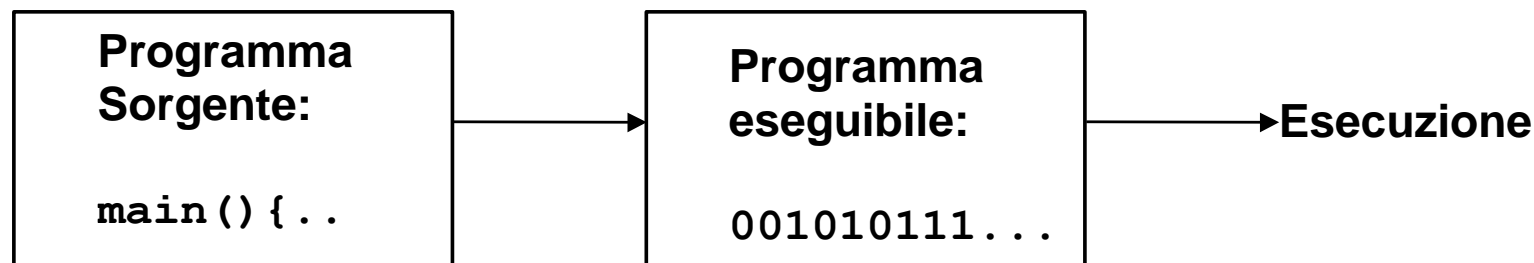 Programma
Sorgente:
main(){..
Programma
eseguibile:
001010111...
Esecuzione